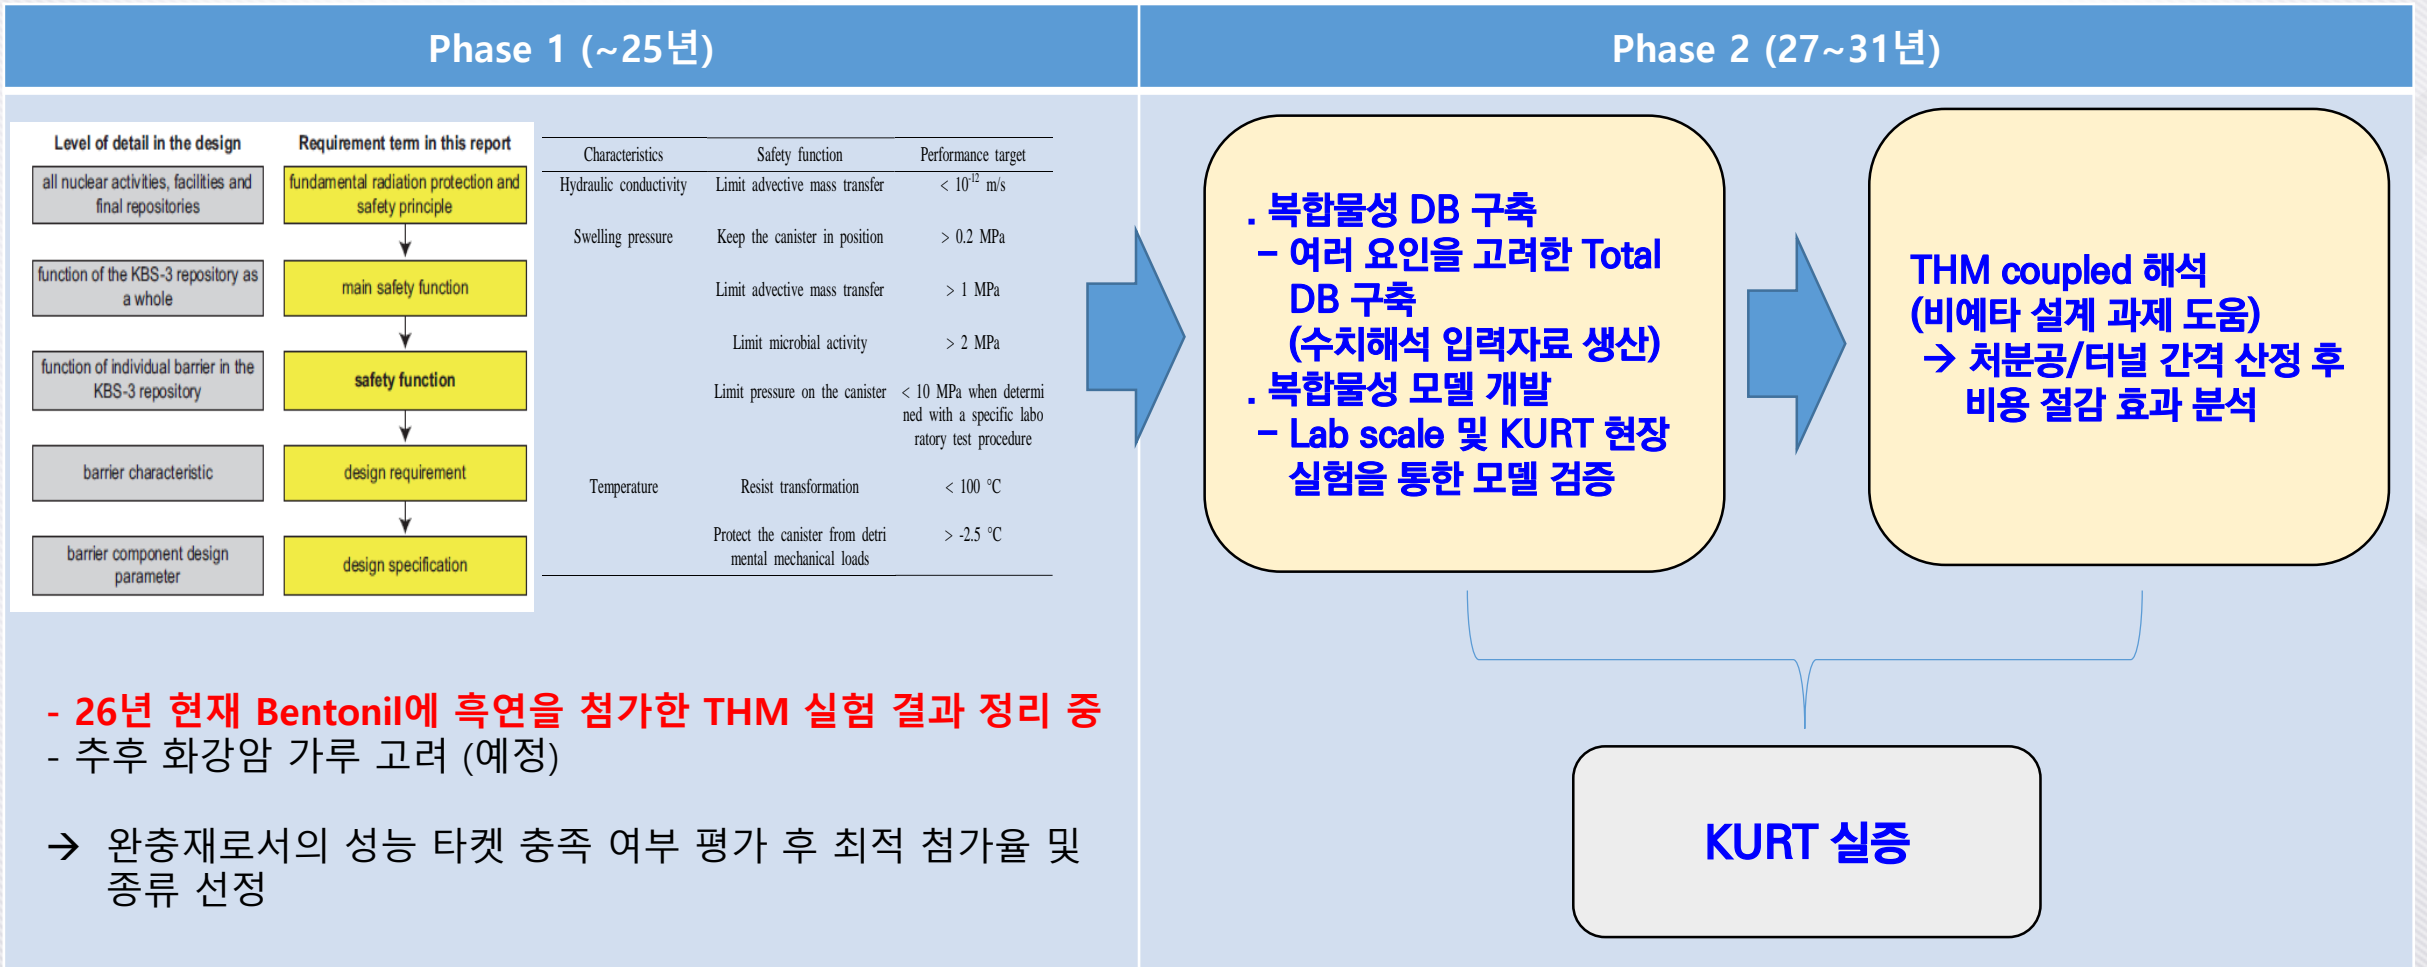 Phase 1 (~25년)
Phase 2 (27~31년)
Level of detail in the design
Requirement term in this report
all nuclear activities, facilities and
final repositories
fundamental radiation protection and
safety principle
function of the KBS-3 repository as
a whole
main safety function
function of individual barrier in the
KBS-3 repository
safety function
barrier characteristic
design requirement
barrier component design
parameter
design specification
Characteristics Safety function Performance target
Hydraulic conductivity Limit advective mass transfer < 10⁻¹² m/s
Swelling pressure Keep the canister in position > 0.2 MPa
Limit advective mass transfer > 1 MPa
Limit microbial activity > 2 MPa
Limit pressure on the canister < 10 MPa when determi
ned with a specific labo
ratory test procedure
Temperature Resist transformation < 100 °C
Protect the canister from detri > -2.5 °C
mental mechanical loads
- 26년 현재 Bentonil에 흑연을 첨가한 THM 실험 결과 정리 중
- 추후 화강암 가루 고려 (예정)
→ 완충재로서의 성능 타켓 충족 여부 평가 후 최적 첨가율 및
종류 선정
. 복합물성 DB 구축
- 여러 요인을 고려한 Total
DB 구축
(수치해석 입력자료 생산)
. 복합물성 모델 개발
- Lab scale 및 KURT 현장
실험을 통한 모델 검증
THM coupled 해석
(비예타 설계 과제 도움)
→ 처분공/터널 간격 산정 후
비용 절감 효과 분석
KURT 실증